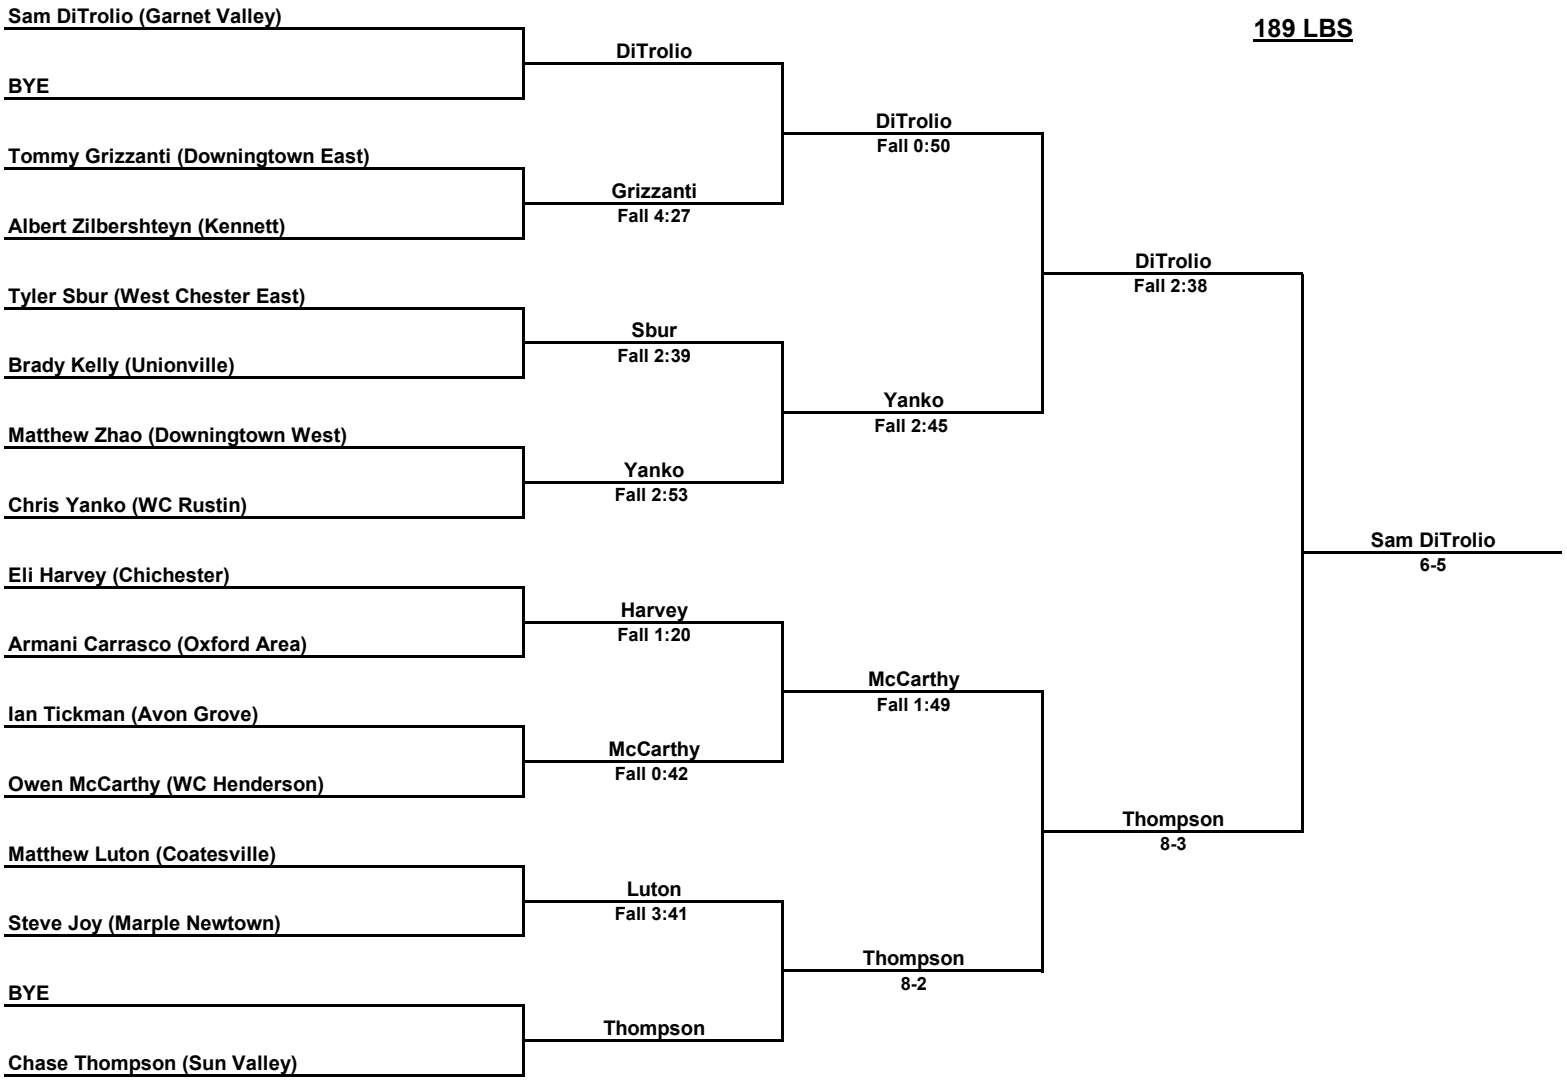 Sam DiTrolio (Garnet Valley)
189 LBS
DiTrolio
BYE
DiTrolio
Fall 0:50
Tommy Grizzanti (Downingtown East)
Grizzanti
Fall 4:27
Albert Zilbershteyn (Kennett)
DiTrolio
Fall 2:38
Tyler Sbur (West Chester East)
Sbur
Fall 2:39
Brady Kelly (Unionville)
Yanko
Fall 2:45
Matthew Zhao (Downingtown West)
Yanko
Fall 2:53
Chris Yanko (WC Rustin)
Sam DiTrolio
6-5
Eli Harvey (Chichester)
Harvey
Fall 1:20
Armani Carrasco (Oxford Area)
McCarthy
Fall 1:49
Ian Tickman (Avon Grove)
McCarthy
Fall 0:42
Owen McCarthy (WC Henderson)
Thompson
8-3
Matthew Luton (Coatesville)
Luton
Fall 3:41
Steve Joy (Marple Newtown)
Thompson
8-2
BYE
Thompson
Chase Thompson (Sun Valley)